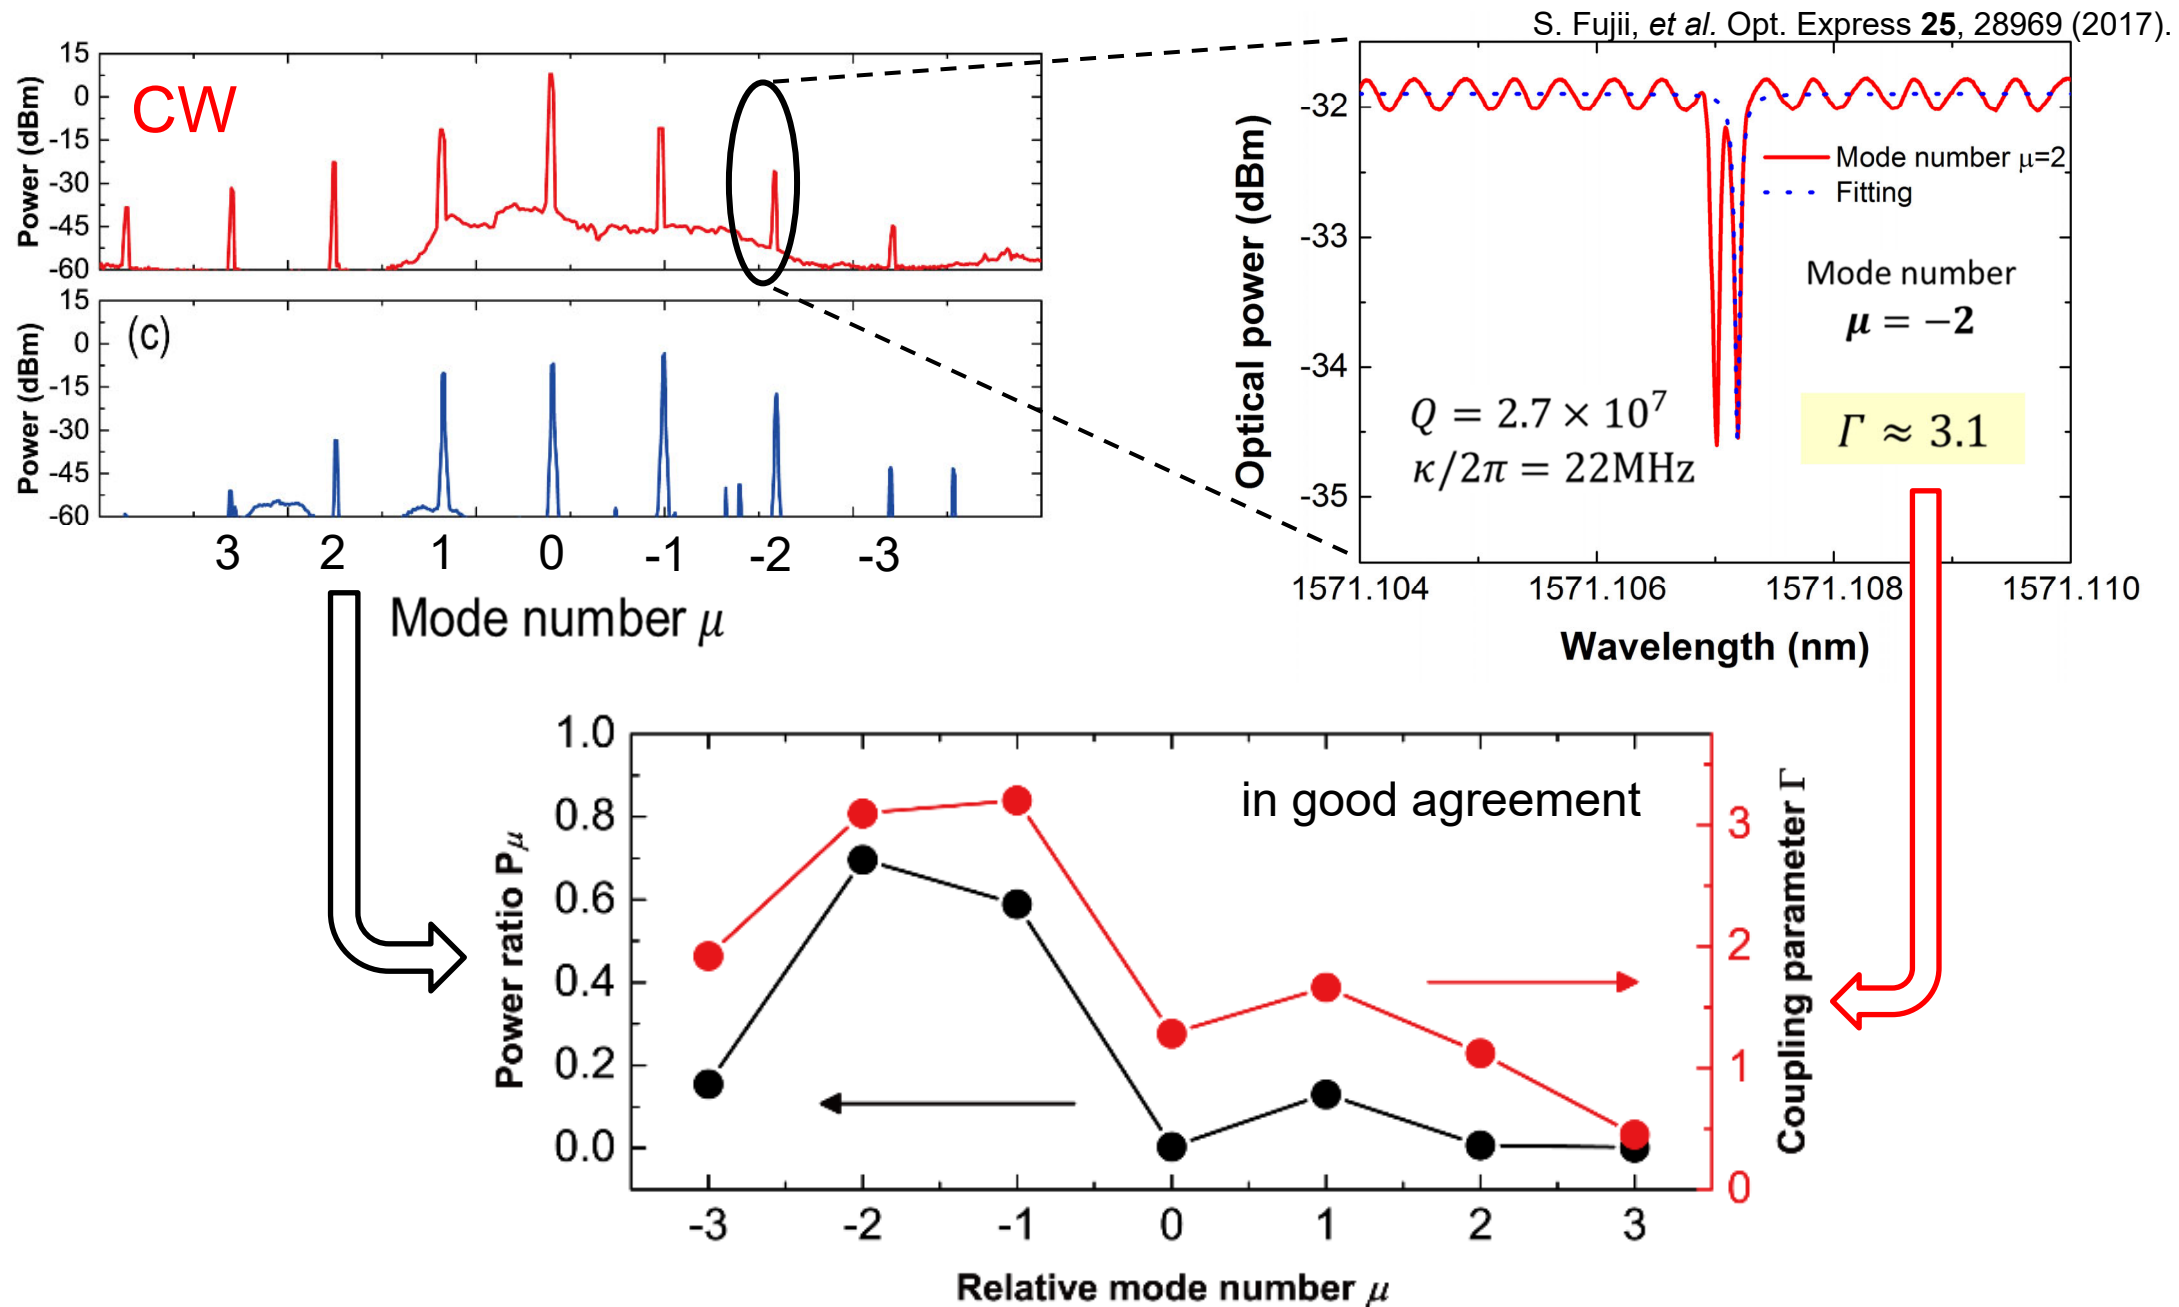 S. Fujii, et al. Opt. Express 25, 28969 (2017).
15
0
-15
-30
-45
-60
Power (dBm)
CW
15
0
-15
-30
-45
-60
Power (dBm)
(c)
3 2 1 0 -1 -2 -3
Mode number μ
-32
-33
-34
-35
Optical power (dBm)
Mode number μ=2
Fitting
Mode number
μ = −2
Q = 2.7 × 10⁷
κ/2π = 22MHz
Γ ≈ 3.1
1571.104 1571.106 1571.108 1571.110
Wavelength (nm)
1.0
0.8
0.6
0.4
0.2
0.0
Power ratio Pμ
in good agreement
3
2
1
0
Coupling parameter Γ
-3 -2 -1 0 1 2 3
Relative mode number μ